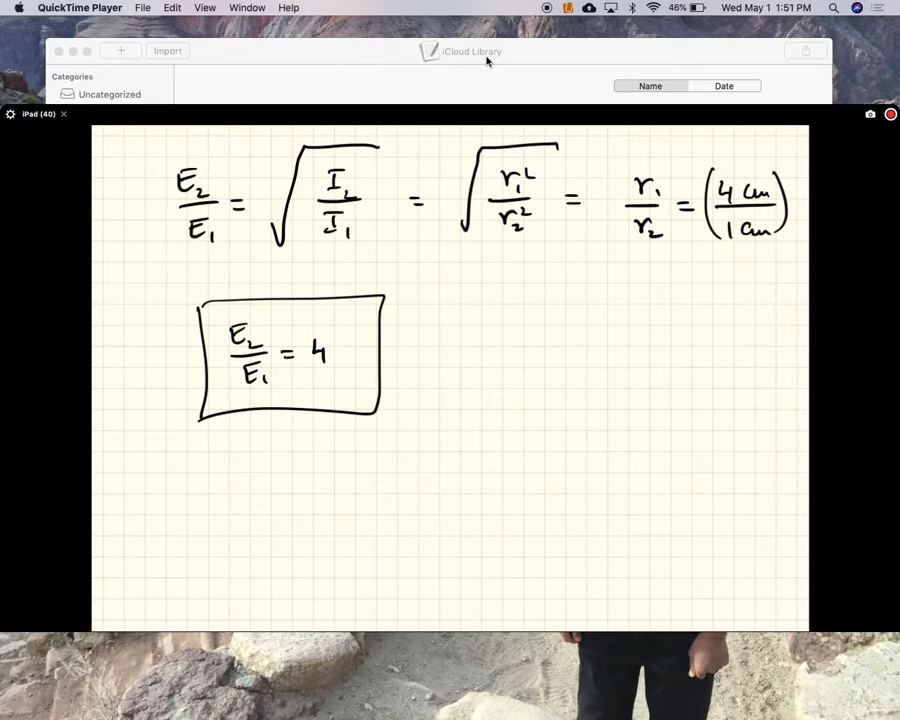 QuickTime Player File Edit View Window Help 46% Wed May 1 1:51 PM
Import iCloud Library
Categories
Name Date
Uncategorized
iPad (40)
E₂/E₁ = √(I₂/I₁) = √(r₁²/r₂²) = r₁/r₂ = (4 cm/1 cm)
E₂/E₁ = 4